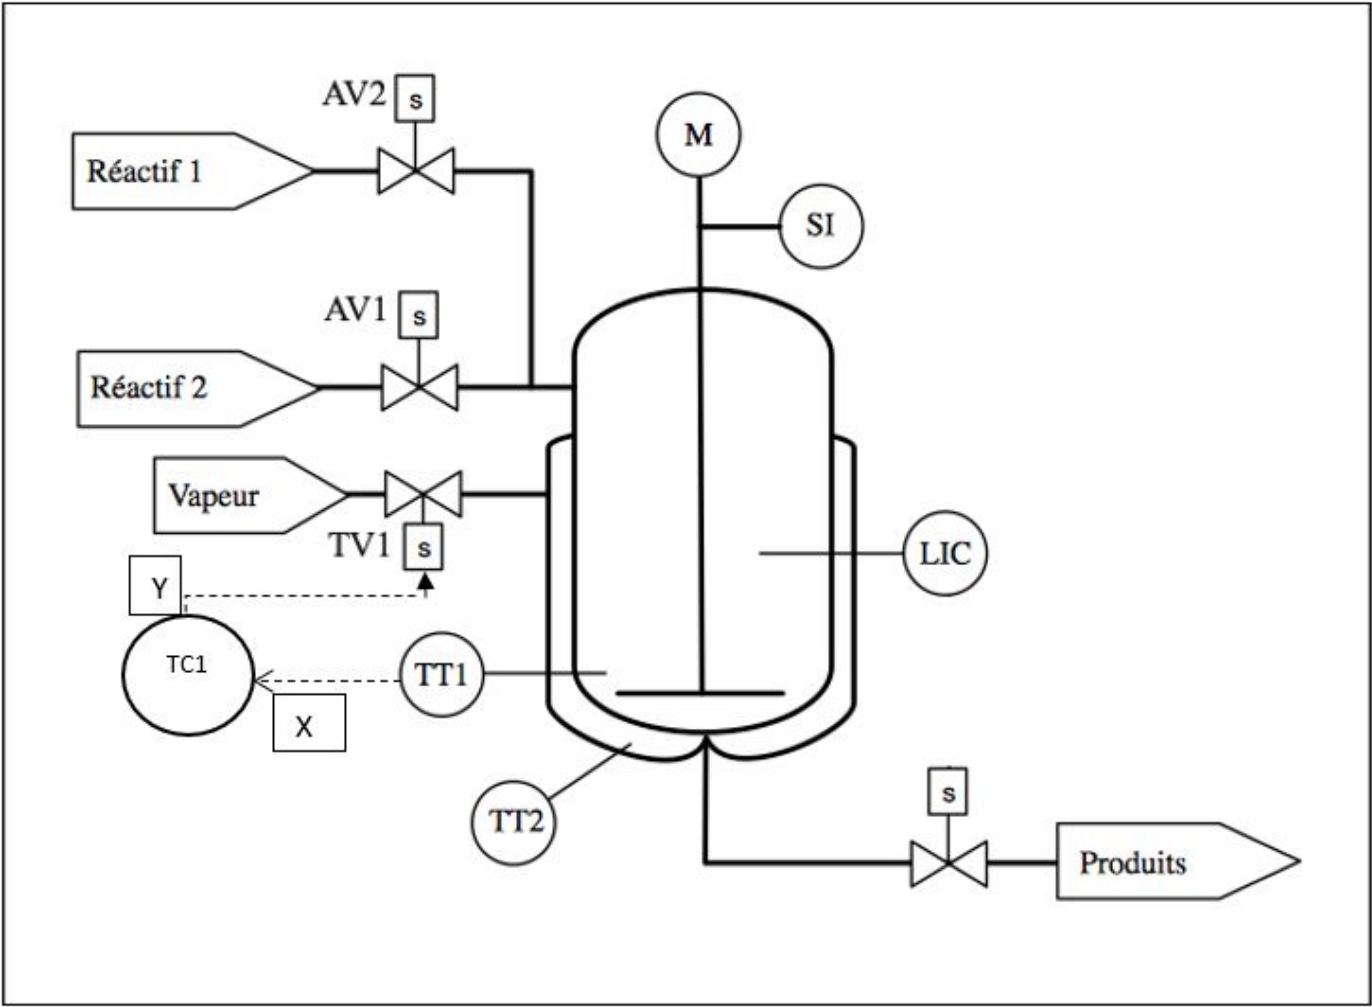 AV2
s
M
Réactif 1
SI
AV1
s
Réactif 2
Vapeur
TV1
s
LIC
Y
TC1
TT1
X
TT2
s
Produits